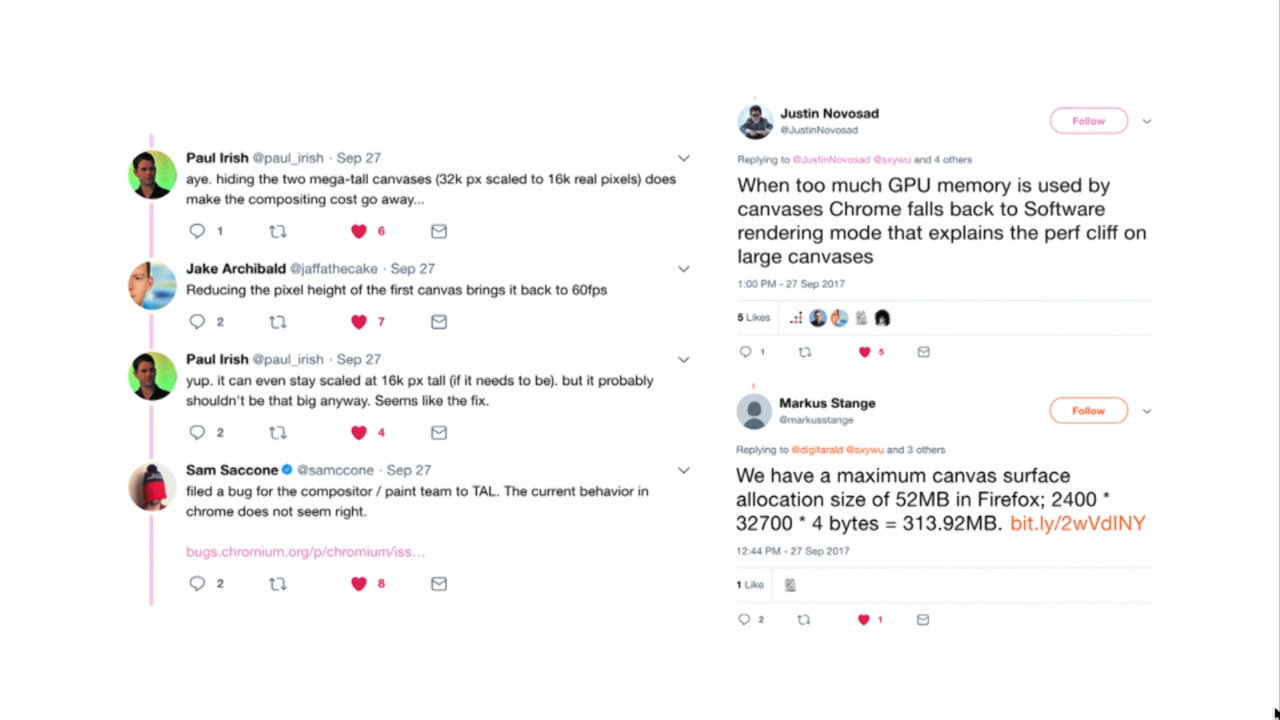 Paul Irish @paul_irish · Sep 27
aye. hiding the two mega-tall canvases (32k px scaled to 16k real pixels) does
make the compositing cost go away...
1 6
Jake Archibald @jaffathecake · Sep 27
Reducing the pixel height of the first canvas brings it back to 60fps
2 7
Paul Irish @paul_irish · Sep 27
yup. it can even stay scaled at 16k px tall (if it needs to be). but it probably
shouldn't be that big anyway. Seems like the fix.
2 4
Sam Saccone @samccone · Sep 27
filed a bug for the compositor / paint team to TAL. The current behavior in
chrome does not seem right.
bugs.chromium.org/p/chromium/iss…
2 8
Justin Novosad
@JustinNovosad
Follow
Replying to @JustinNovosad @sxywu and 4 others
When too much GPU memory is used by
canvases Chrome falls back to Software
rendering mode that explains the perf cliff on
large canvases
1:00 PM - 27 Sep 2017
5 Likes
1 5
Markus Stange
@markusstange
Follow
Replying to @digitarald @sxywu and 3 others
We have a maximum canvas surface
allocation size of 52MB in Firefox; 2400 *
32700 * 4 bytes = 313.92MB. bit.ly/2wVdINY
12:44 PM - 27 Sep 2017
1 Like
2 1